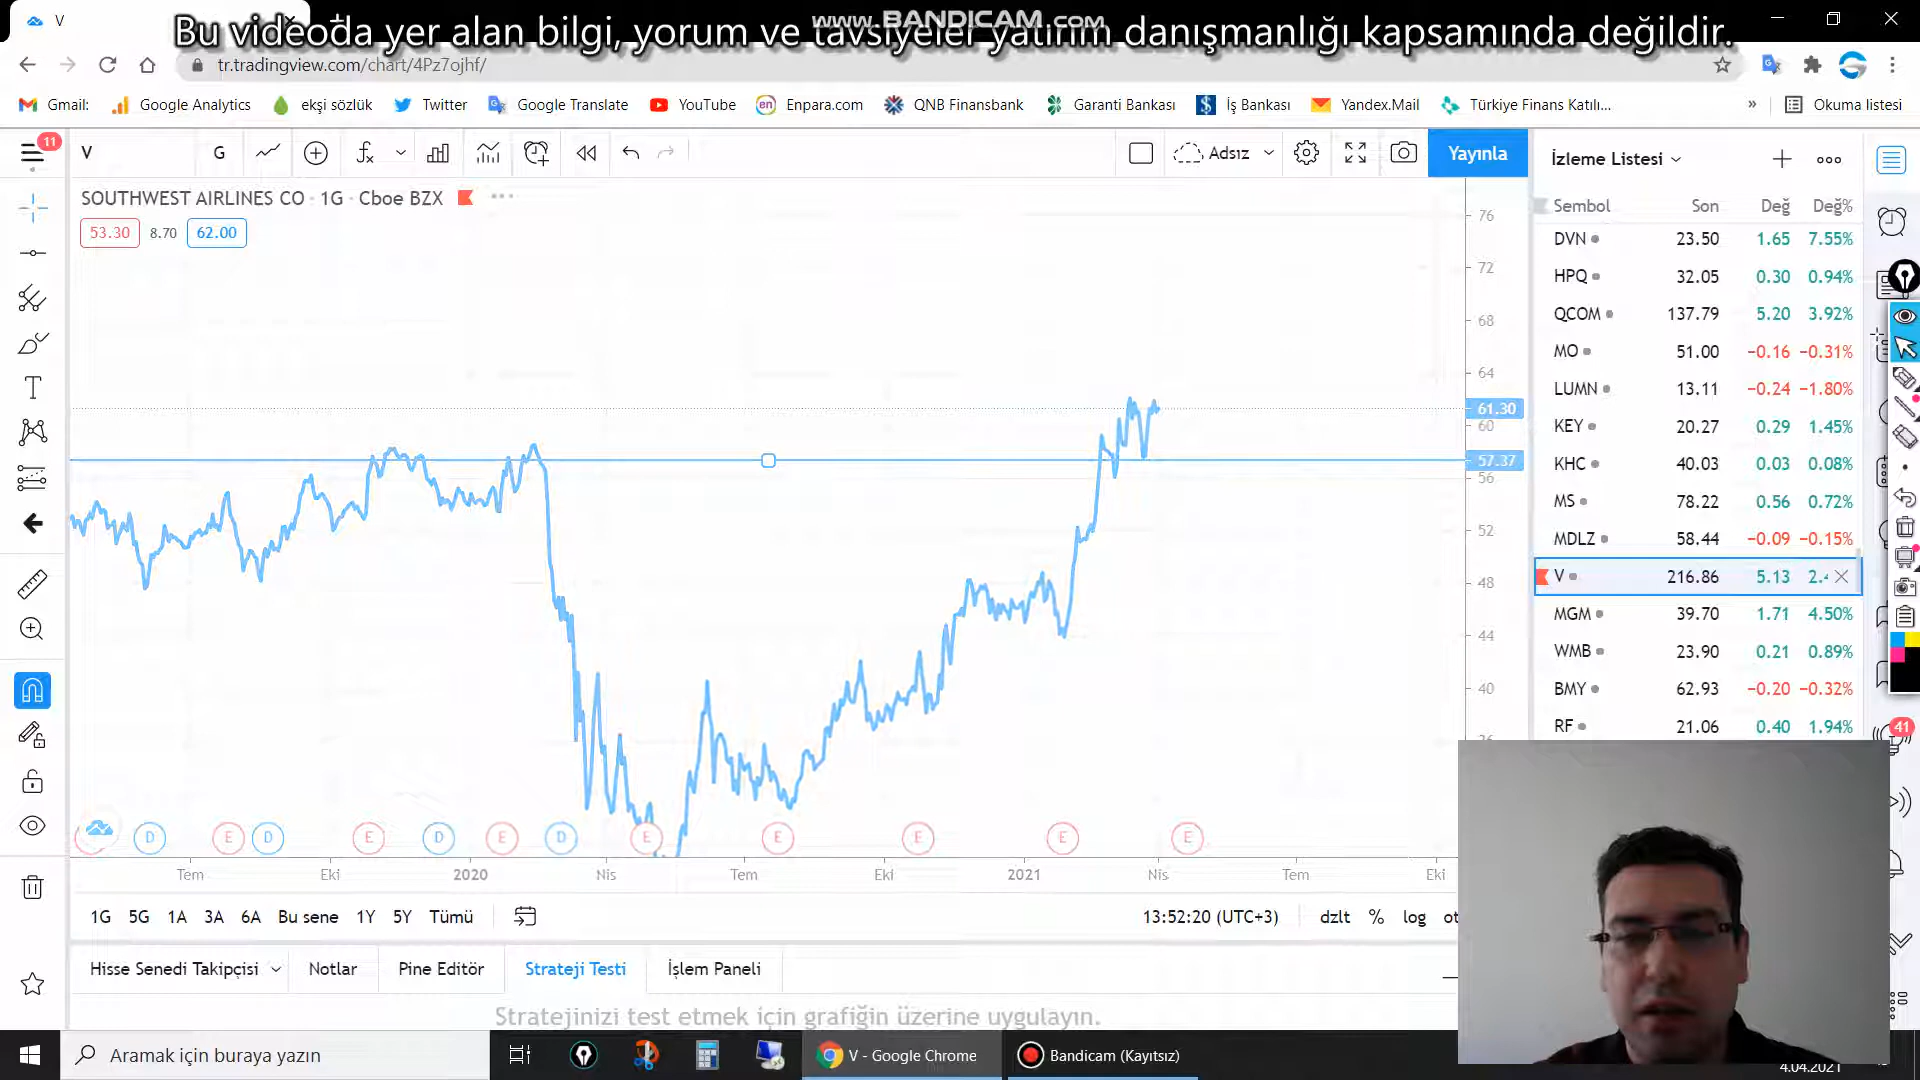 V
www.BANDICAM.com
Bu videoda yer alan bilgi, yorum ve tavsiyeler yatırım danışmanlığı kapsamında değildir.
tr.tradingview.com/chart/4Pz7ojhf/
Gmail: Google Analytics ekşi sözlük Twitter Google Translate YouTube Enpara.com QNB Finansbank Garanti Bankası İş Bankası Yandex.Mail Türkiye Finans Katılı... » Okuma listesi
11
V G Adsız Yayınla İzleme Listesi
SOUTHWEST AIRLINES CO · 1G · Cboe BZX
53.30 8.70 62.00
Sembol Son Değ Değ%
DVN 23.50 1.65 7.55%
HPQ 32.05 0.30 0.94%
QCOM 137.79 5.20 3.92%
MO 51.00 −0.16 −0.31%
LUMN 13.11 −0.24 −1.80%
KEY 20.27 0.29 1.45%
KHC 40.03 0.03 0.08%
MS 78.22 0.56 0.72%
MDLZ 58.44 −0.09 −0.15%
V 216.86 5.13 2.4
MGM 39.70 1.71 4.50%
WMB 23.90 0.21 0.89%
BMY 62.93 −0.20 −0.32%
RF 21.06 0.40 1.94%
41
76
72
68
64
61.30
60
57.37
56
52
48
44
40
36
D E D E D E D E E E E E
Tem Eki 2020 Nis Tem Eki 2021 Nis Tem Eki
1G 5G 1A 3A 6A Bu sene 1Y 5Y Tümü 13:52:20 (UTC+3) dzlt % log ot
Hisse Senedi Takipçisi Notlar Pine Editör Strateji Testi İşlem Paneli
Stratejinizi test etmek için grafiğin üzerine uygulayın.
Aramak için buraya yazın V - Google Chrome Bandicam (Kayıtsız)
4.04.2021